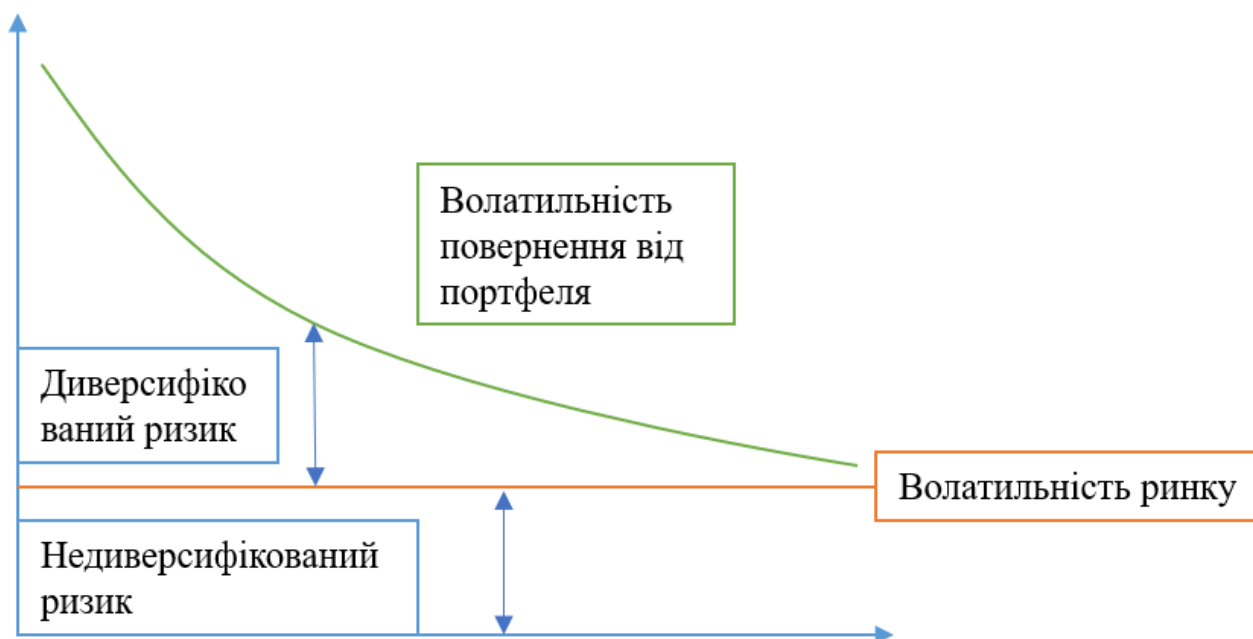 Волатильність
повернення від
портфеля
Диверсифіко
ваний ризик
Волатильність ринку
Недиверсифікований
ризик